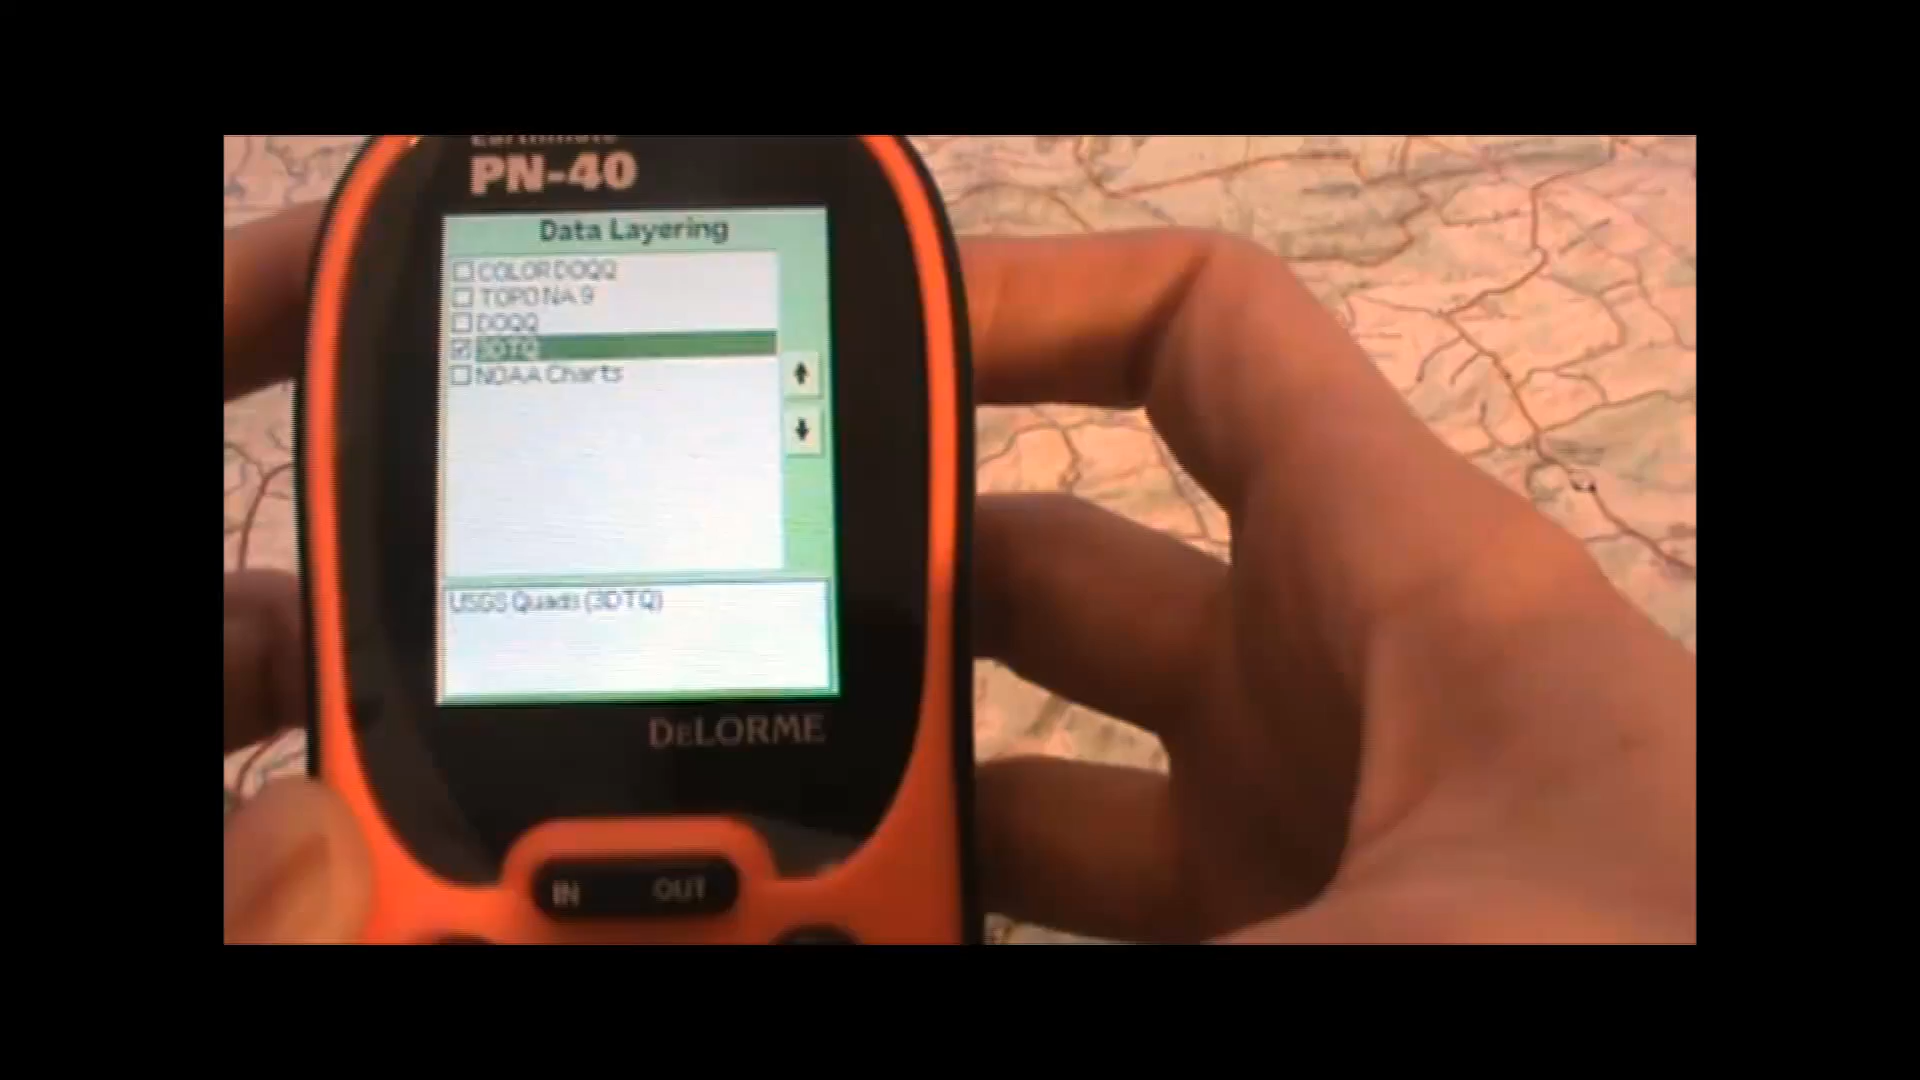 Earthmate
PN-40
Data Layering
COLOR DOQQ
TOPO NA 9
DOQQ
3DTQ
NOAA Charts
USGS Quads (3DTQ)
DELORME
IN OUT